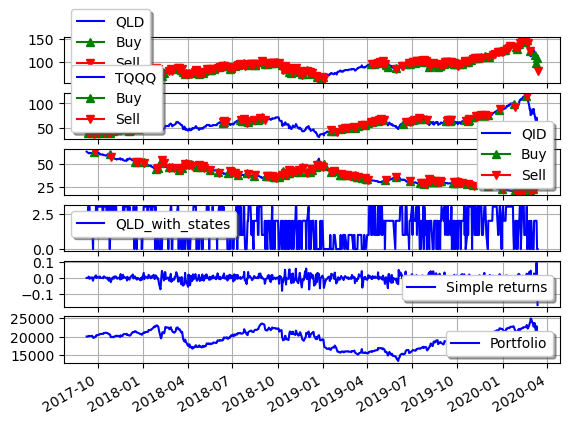 QLD
Buy
Sell
150
100
TQQQ
Buy
Sell
100
50
QID
Buy
Sell
50
25
QLD_with_states
2.5
0.0
Simple returns
0.1
0.0
−0.1
Portfolio
25000
20000
15000
2017-10
2018-01
2018-04
2018-07
2018-10
2019-01
2019-04
2019-07
2019-10
2020-01
2020-04